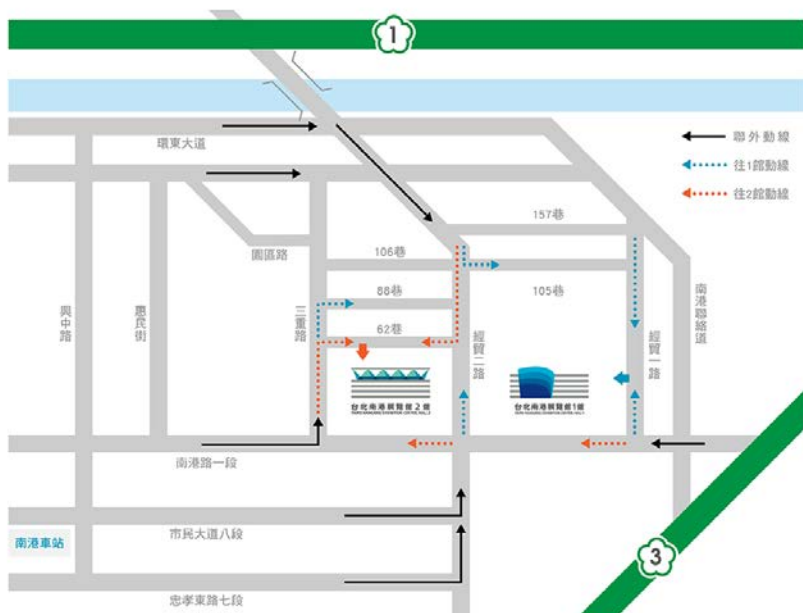 1
聯外動線
環東大道
往1館動線
往2館動線
157巷
園區路
106巷
88巷
105巷
62巷
興中路
惠民街
三重路
經貿二路
經貿一路
南港聯絡道
台北南港展覽館2館
台北南港展覽館1館
南港路一段
市民大道八段
南港車站
3
忠孝東路七段